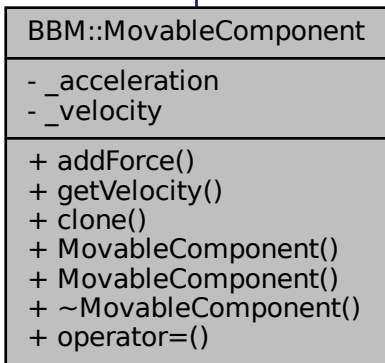 BBM::MovableComponent
- _acceleration
- _velocity
+ addForce()
+ getVelocity()
+ clone()
+ MovableComponent()
+ MovableComponent()
+ ~MovableComponent()
+ operator=()